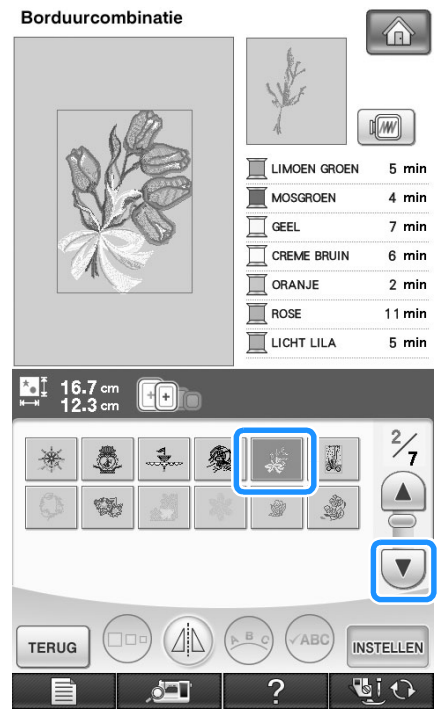 Borduurcombinatie
LIMOEN GROEN 5 min
MOSGROEN 4 min
GEEL 7 min
CREME BRUIN 6 min
ORANJE 2 min
ROSE 11 min
LICHT LILA 5 min
16.7 cm
12.3 cm
2/7
TERUG
A B C
✓ABC
INSTELLEN
?